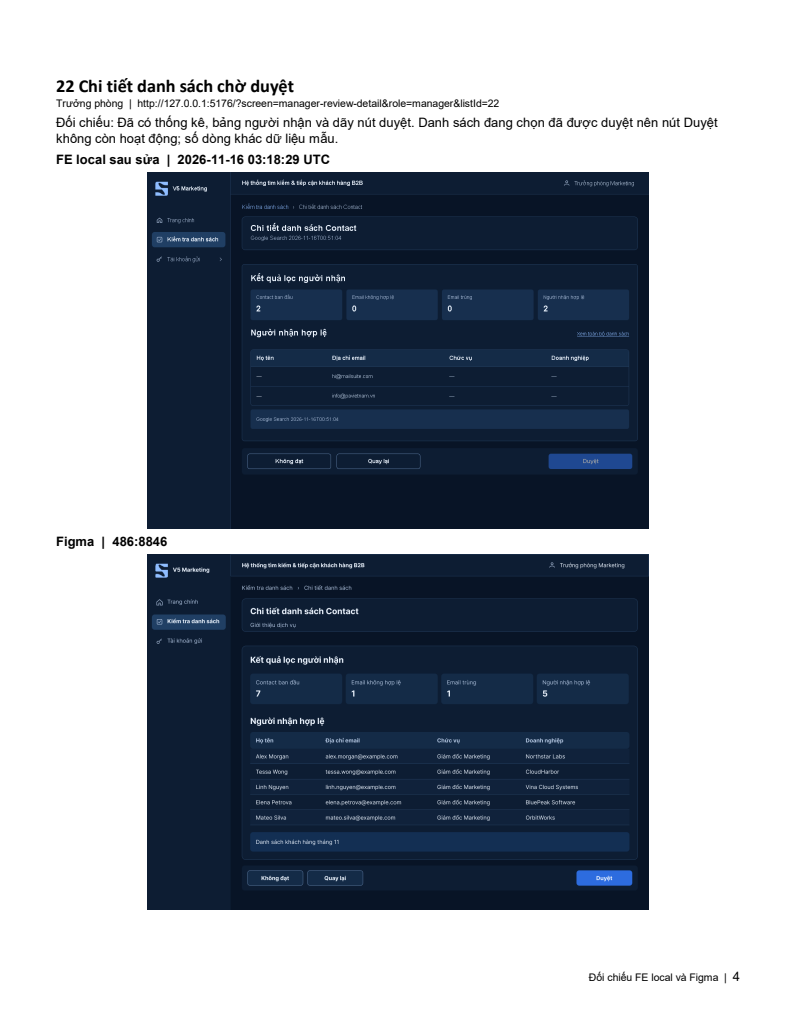 22 Chi tiết danh sách chờ duyệt
Trưởng phòng | http://127.0.0.1:5176/?screen=manager-review-detail&role=manager&listId=22
Đối chiếu: Đã có thống kê, bảng người nhận và dãy nút duyệt. Danh sách đang chọn đã được duyệt nên nút Duyệt
không còn hoạt động; số dòng khác dữ liệu mẫu.
FE local sau sửa | 2026-11-16 03:18:29 UTC
V5 Marketing
Hệ thống tìm kiếm & tiếp cận khách hàng B2B
Trưởng phòng Marketing
Trang chính
Kiểm tra danh sách
Tài khoản gửi
Kiểm tra danh sách › Chi tiết danh sách Contact
Chi tiết danh sách Contact
Google Search 2026-11-16T00:51:04
Kết quả lọc người nhận
Contact ban đầu Email không hợp lệ Email trùng Người nhận hợp lệ
2 0 0 2
Người nhận hợp lệ
Xem toàn bộ danh sách
Họ tên Địa chỉ email Chức vụ Doanh nghiệp
— hi@mailsuite.com — —
— info@pavietnam.vn — —
Google Search 2026-11-16T00:51:04
Không đạt Quay lại Duyệt
Figma | 486:8846
V5 Marketing
Hệ thống tìm kiếm & tiếp cận khách hàng B2B
Trưởng phòng Marketing
Trang chính
Kiểm tra danh sách
Tài khoản gửi
Kiểm tra danh sách › Chi tiết danh sách
Chi tiết danh sách Contact
Giới thiệu dịch vụ
Kết quả lọc người nhận
Contact ban đầu Email không hợp lệ Email trùng Người nhận hợp lệ
7 1 1 5
Người nhận hợp lệ
Họ tên Địa chỉ email Chức vụ Doanh nghiệp
Alex Morgan alex.morgan@example.com Giám đốc Marketing Northstar Labs
Tessa Wong tessa.wong@example.com Giám đốc Marketing CloudHarbor
Linh Nguyen linh.nguyen@example.com Giám đốc Marketing Vina Cloud Systems
Elena Petrova elena.petrova@example.com Giám đốc Marketing BluePeak Software
Mateo Silva mateo.silva@example.com Giám đốc Marketing OrbitWorks
Danh sách khách hàng tháng 11
Không đạt Quay lại Duyệt
Đối chiếu FE local và Figma | 4